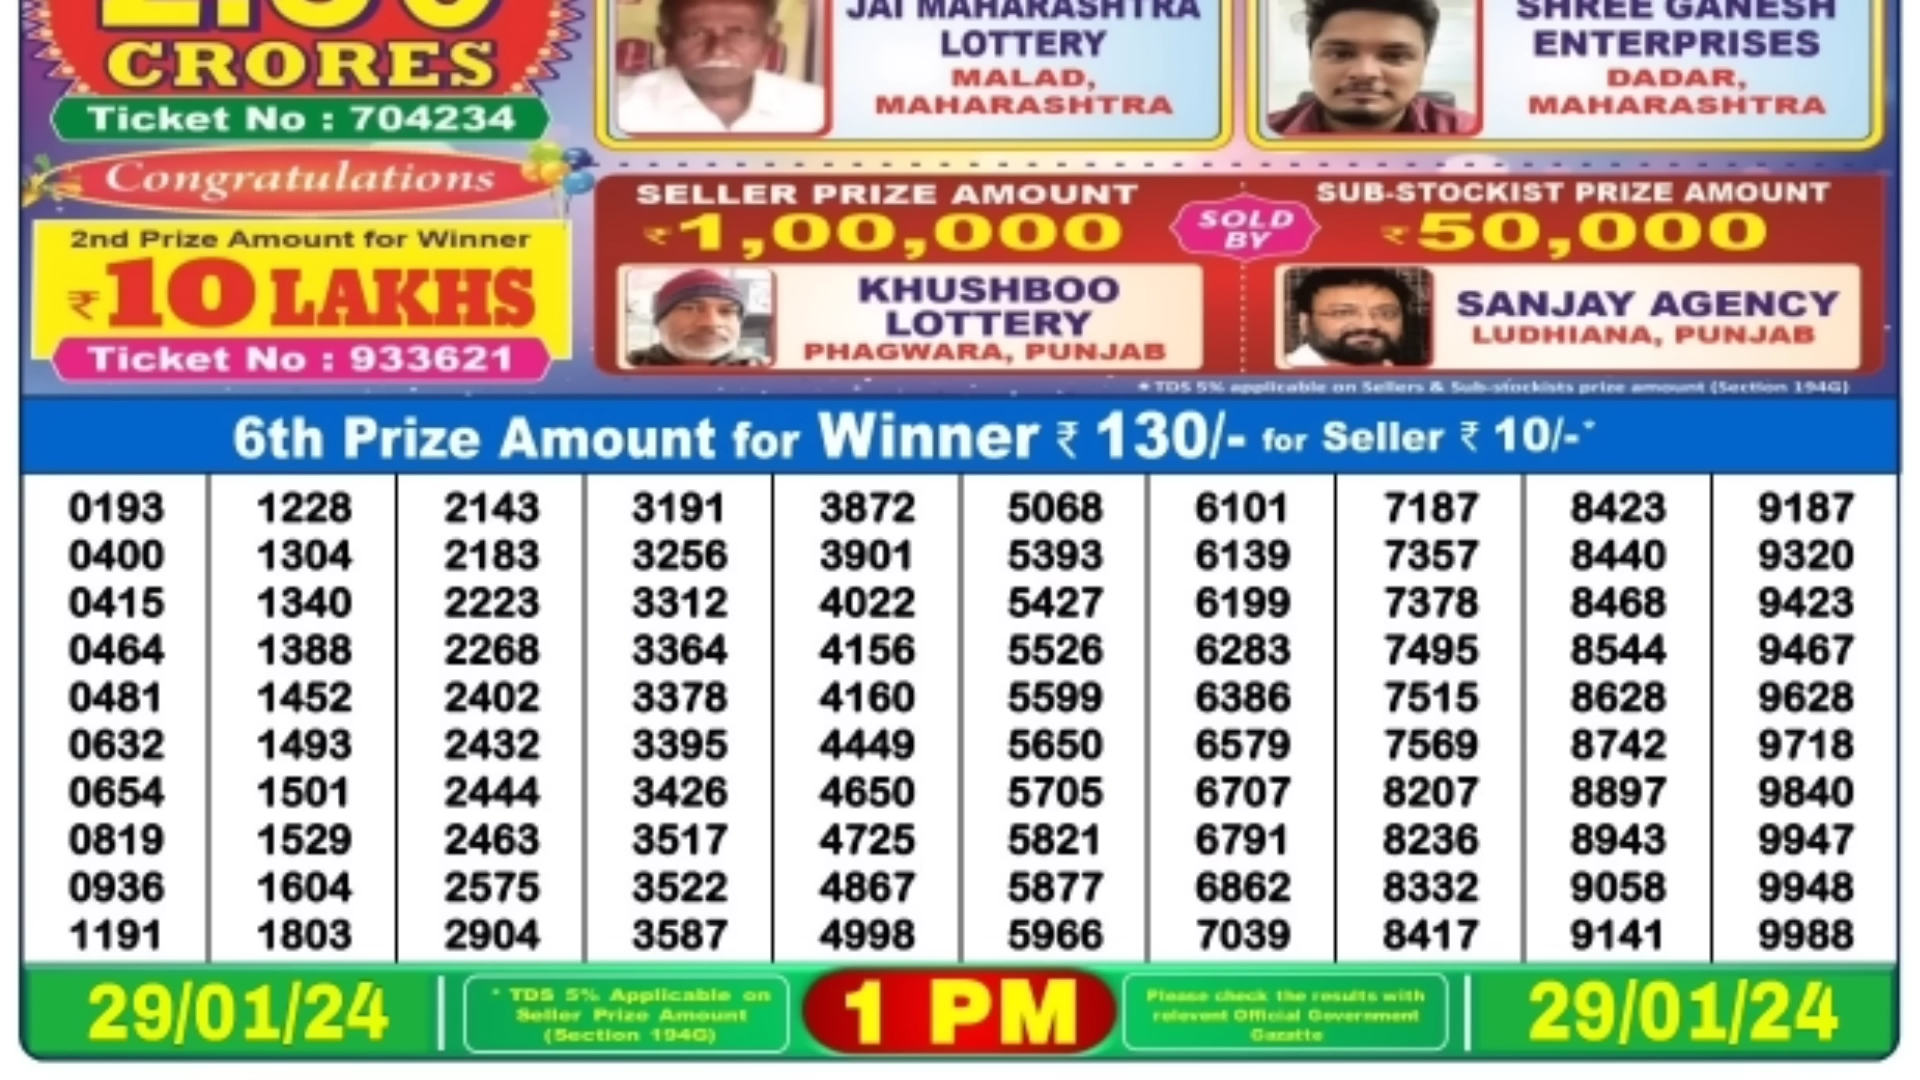 CRORES
Ticket No : 704234
JAI MAHARASHTRA
LOTTERY
MALAD,
MAHARASHTRA
SHREE GANESH
ENTERPRISES
DADAR,
MAHARASHTRA
Congratulations
2nd Prize Amount for Winner
₹10 LAKHS
Ticket No : 933621
SELLER PRIZE AMOUNT
₹1,00,000
SOLD
BY
SUB-STOCKIST PRIZE AMOUNT
₹50,000
KHUSHBOO
LOTTERY
PHAGWARA, PUNJAB
SANJAY AGENCY
LUDHIANA, PUNJAB
* TDS 5% applicable on Sellers & Sub-stockists prize amount (Section 194G)
6th Prize Amount for Winner ₹ 130/- for Seller ₹ 10/-*
0193 1228 2143 3191 3872 5068 6101 7187 8423 9187
0400 1304 2183 3256 3901 5393 6139 7357 8440 9320
0415 1340 2223 3312 4022 5427 6199 7378 8468 9423
0464 1388 2268 3364 4156 5526 6283 7495 8544 9467
0481 1452 2402 3378 4160 5599 6386 7515 8628 9628
0632 1493 2432 3395 4449 5650 6579 7569 8742 9718
0654 1501 2444 3426 4650 5705 6707 8207 8897 9840
0819 1529 2463 3517 4725 5821 6791 8236 8943 9947
0936 1604 2575 3522 4867 5877 6862 8332 9058 9948
1191 1803 2904 3587 4998 5966 7039 8417 9141 9988
29/01/24
* TDS 5% Applicable on
Seller Prize Amount
(Section 194G)
1 PM
Please check the results with
relevent Official Government
Gazatte
29/01/24